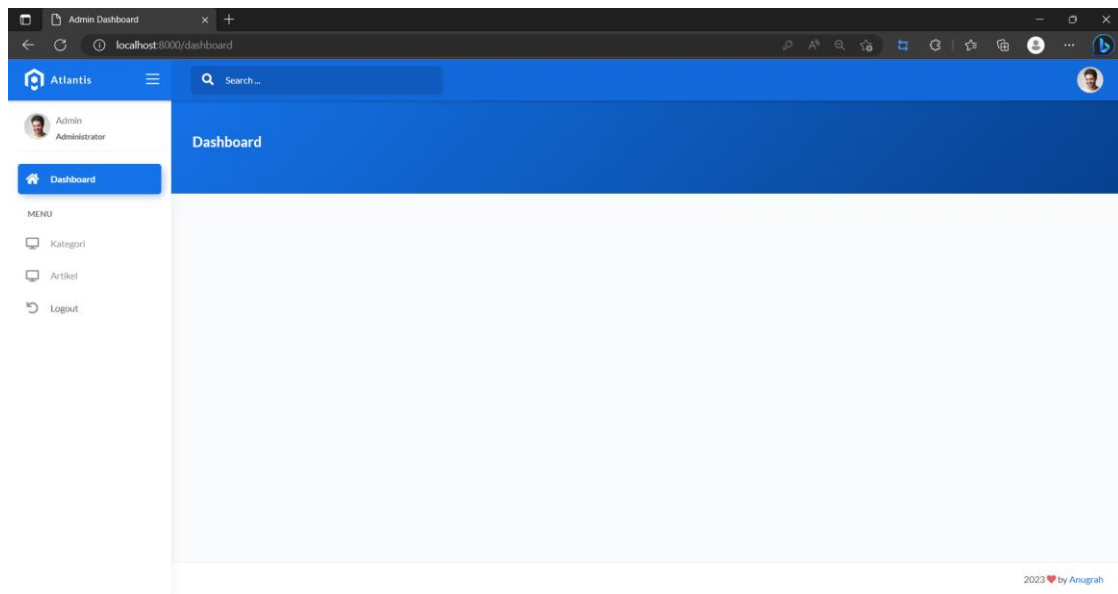 Admin Dashboard
localhost:8000/dashboard
Atlantis
Search ...
Admin
Administrator
Dashboard
Dashboard
MENU
Kategori
Artikel
Logout
2023 by Anugrah